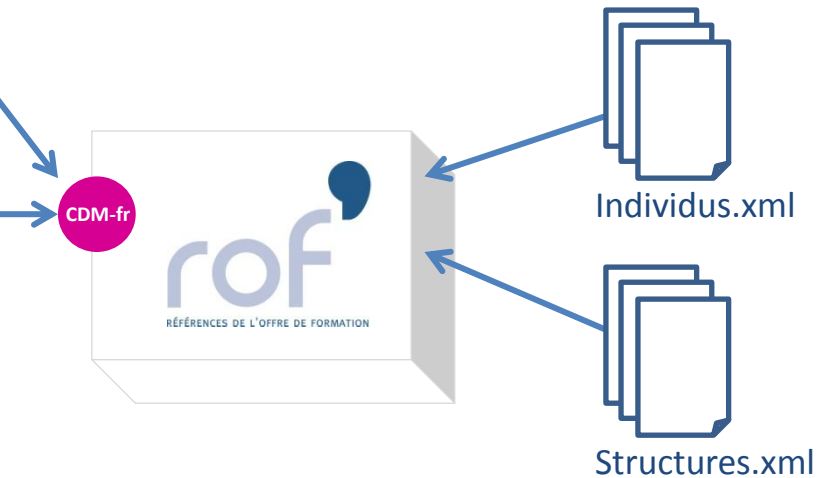 CDM-fr
rof'
RÉFÉRENCES DE L'OFFRE DE FORMATION
Individus.xml
Structures.xml